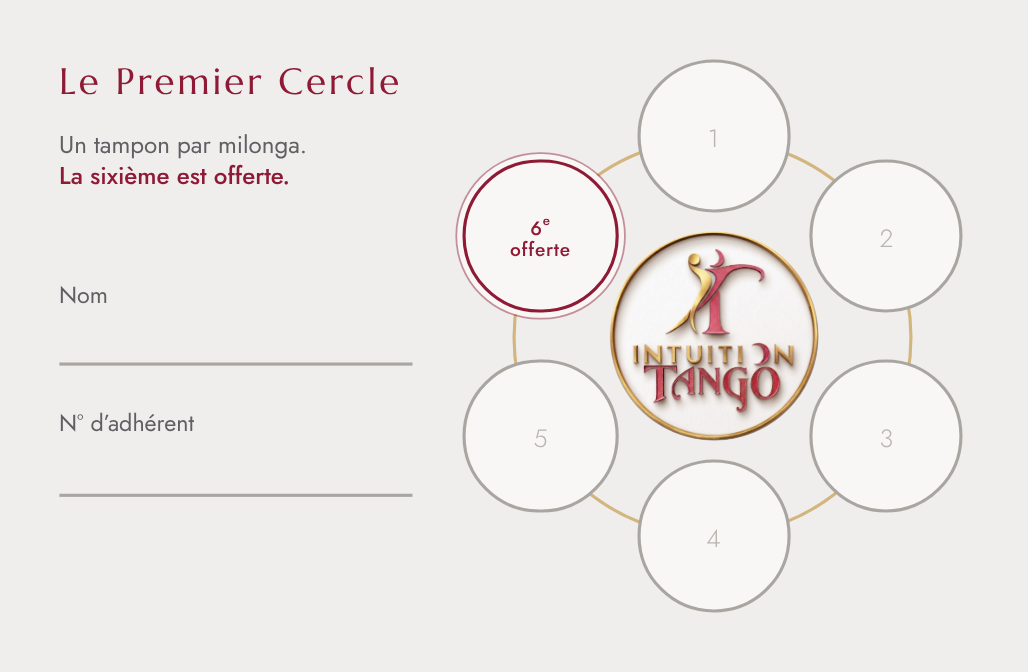 Le Premier Cercle
Un tampon par milonga.
La sixième est offerte.
Nom
N° d'adhérent
1
2
3
4
5
6e
offerte
INTUITION
TANGO